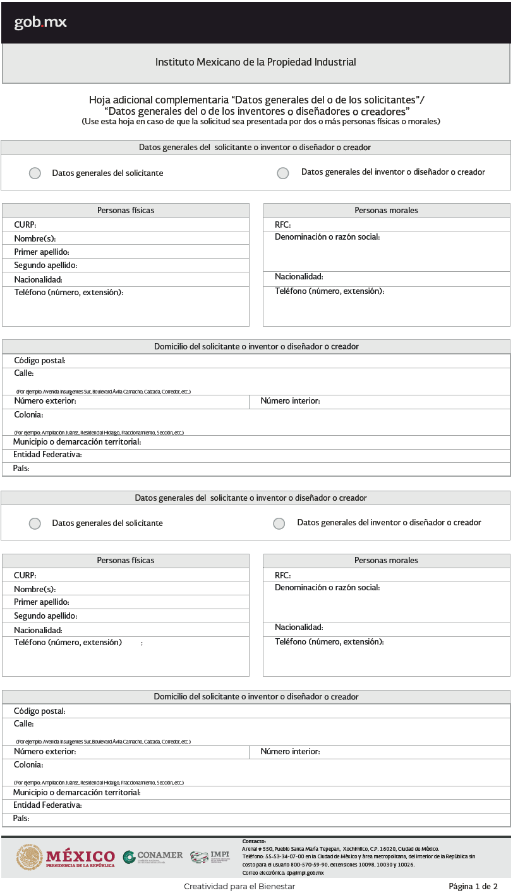 gob.mx
Instituto Mexicano de la Propiedad Industrial
Hoja adicional complementaria “Datos generales del o de los solicitantes”/
“Datos generales del o de los inventores o diseñadores o creadores”
(Use esta hoja en caso de que la solicitud sea presentada por dos o más personas físicas o morales)
Datos generales del solicitante o inventor o diseñador o creador
Datos generales del solicitante
Datos generales del inventor o diseñador o creador
Personas físicas
CURP:
Nombre(s):
Primer apellido:
Segundo apellido:
Nacionalidad:
Teléfono (número, extensión):
Personas morales
RFC:
Denominación o razón social:
Nacionalidad:
Teléfono (número, extensión):
Domicilio del solicitante o inventor o diseñador o creador
Código postal:
Calle:
(Por ejemplo, Avenida Insurgentes Sur, Boulevard Ávila Camacho, Calzada, Corredor, etc.)
Número exterior:
Número interior:
Colonia:
(Por ejemplo, Ampliación Juárez, Residencial Hidalgo, Fraccionamiento, Sección, etc.)
Municipio o demarcación territorial:
Entidad Federativa:
País:
Datos generales del solicitante o inventor o diseñador o creador
Datos generales del solicitante
Datos generales del inventor o diseñador o creador
Personas físicas
CURP:
Nombre(s):
Primer apellido:
Segundo apellido:
Nacionalidad:
Teléfono (número, extensión) :
Personas morales
RFC:
Denominación o razón social:
Nacionalidad:
Teléfono (número, extensión):
Domicilio del solicitante o inventor o diseñador o creador
Código postal:
Calle:
(Por ejemplo, Avenida Insurgentes Sur, Boulevard Ávila Camacho, Calzada, Corredor, etc.)
Número exterior:
Número interior:
Colonia:
(Por ejemplo, Ampliación Juárez, Residencial Hidalgo, Fraccionamiento, Sección, etc.)
Municipio o demarcación territorial:
Entidad Federativa:
País:
MÉXICO
PRESIDENCIA DE LA REPÚBLICA
CONAMER
IMPI
Contacto:
Arenal # 550, Pueblo Santa María Tepepan, Xochimilco, C.P. 16020, Ciudad de México.
Teléfono: 55-53-34-07-00 en la Ciudad de México y área metropolitana, del interior de la República sin
costo para el usuario 800-570-59-90, extensiones 10098, 10030 y 10026.
Correo electrónico:
Creatividad para el Bienestar
Página 1 de 2